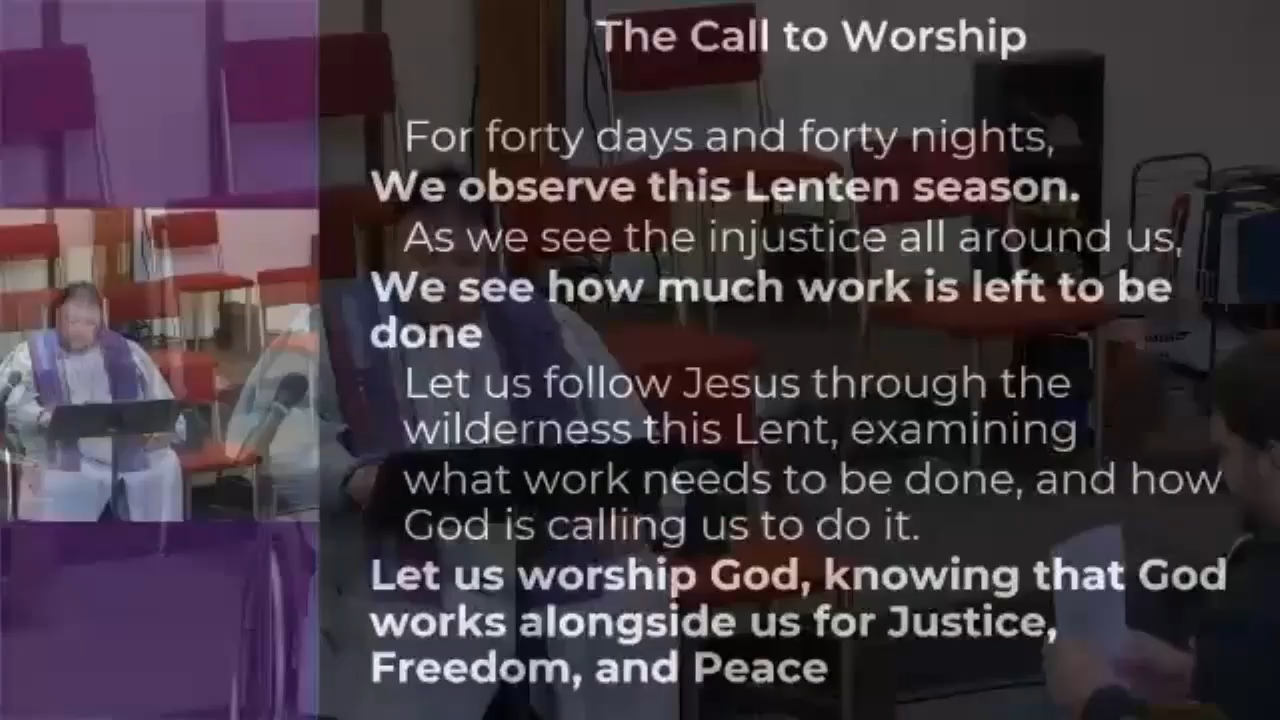 The Call to Worship
For forty days and forty nights,
We observe this Lenten season.
As we see the injustice all around us,
We see how much work is left to be
done
Let us follow Jesus through the
wilderness this Lent, examining
what work needs to be done, and how
God is calling us to do it.
Let us worship God, knowing that God
works alongside us for Justice,
Freedom, and Peace